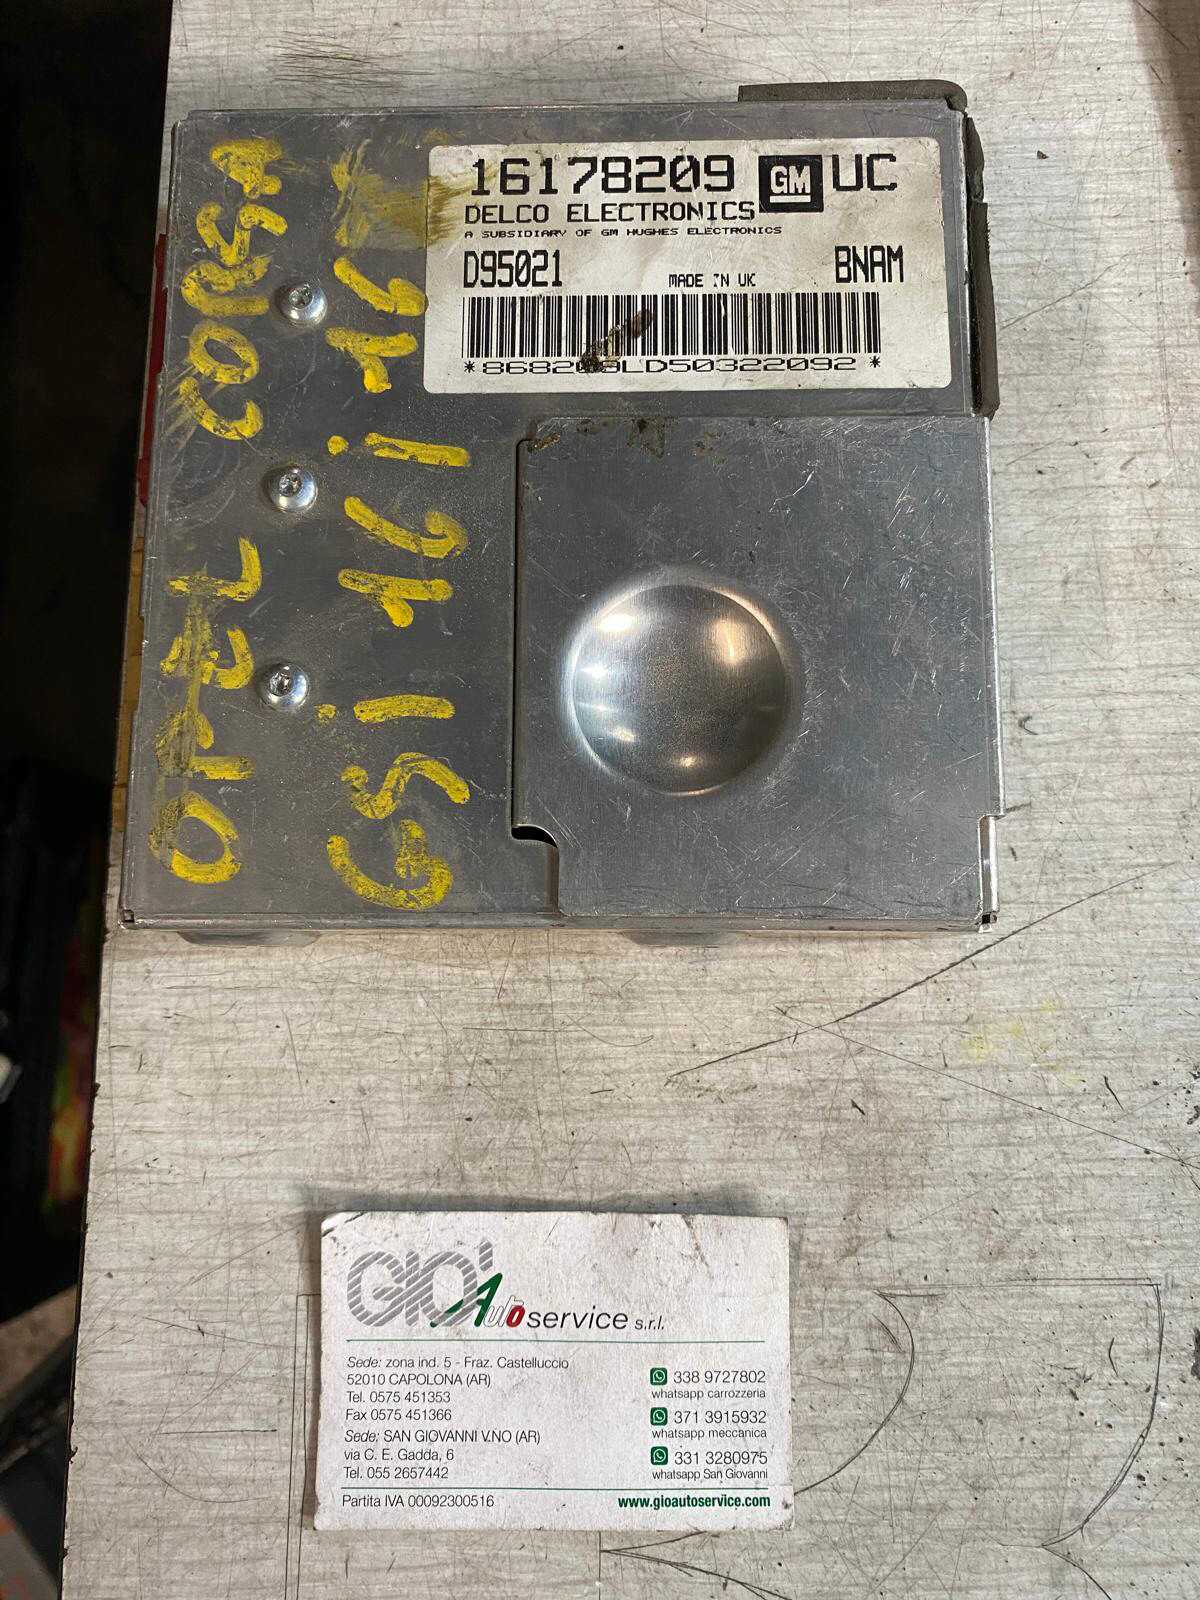 16178209 GM UC
DELCO ELECTRONICS
A SUBSIDIARY OF GM HUGHES ELECTRONICS
D95021 MADE IN UK BNAM
*868209LD50322092*
OPEL CORSA
GSi 16i 16V
GIO' Auto service s.r.l.
Sede: zona ind. 5 - Fraz. Castelluccio
52010 CAPOLONA (AR)
Tel. 0575 451353
Fax 0575 451366
Sede: SAN GIOVANNI V.NO (AR)
via C. E. Gadda, 6
Tel. 055 2657442
338 9727802
whatsapp carrozzeria
371 3915932
whatsapp meccanica
331 3280975
whatsapp San Giovanni
Partita IVA 00092300516
www.gioautoservice.com